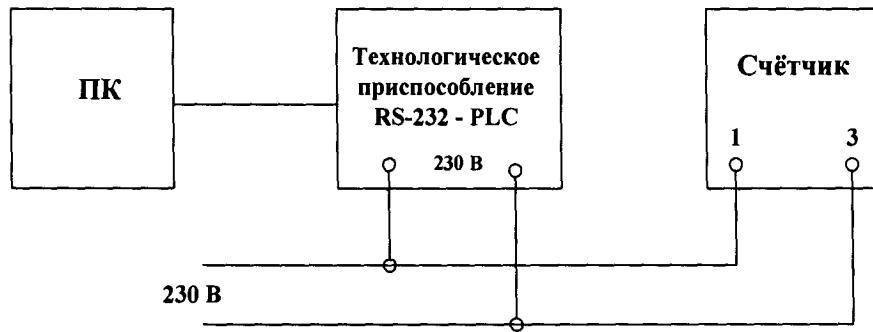 ПК
Технологическое
приспособление
RS-232 - PLC
230 В
Счётчик
1
3
230 В